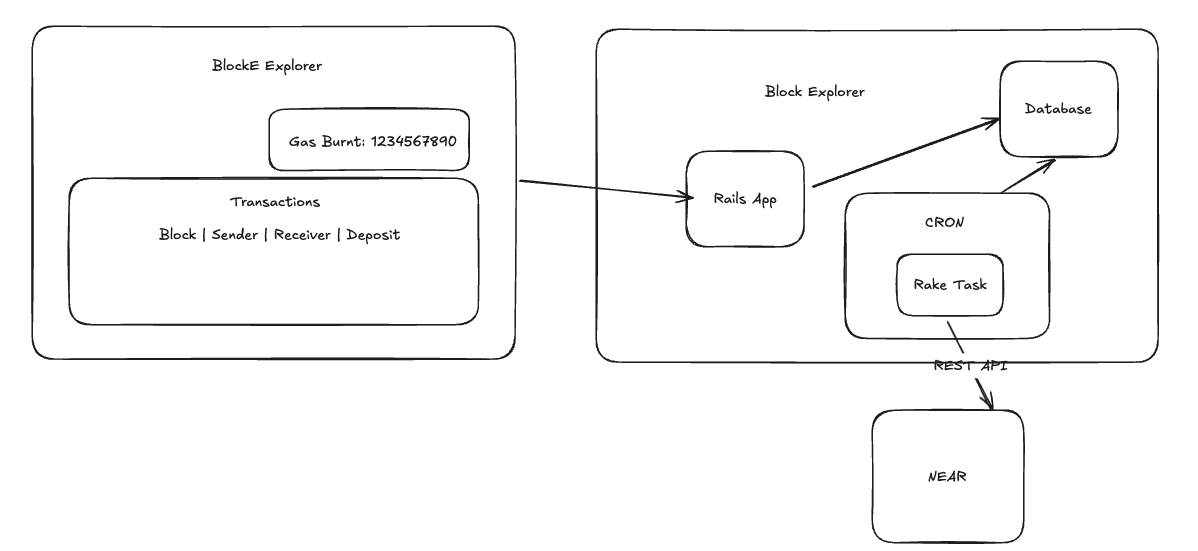 BlockE Explorer
Gas Burnt: 1234567890
Transactions
Block | Sender | Receiver | Deposit
Block Explorer
Database
Rails App
CRON
Rake Task
REST API
NEAR